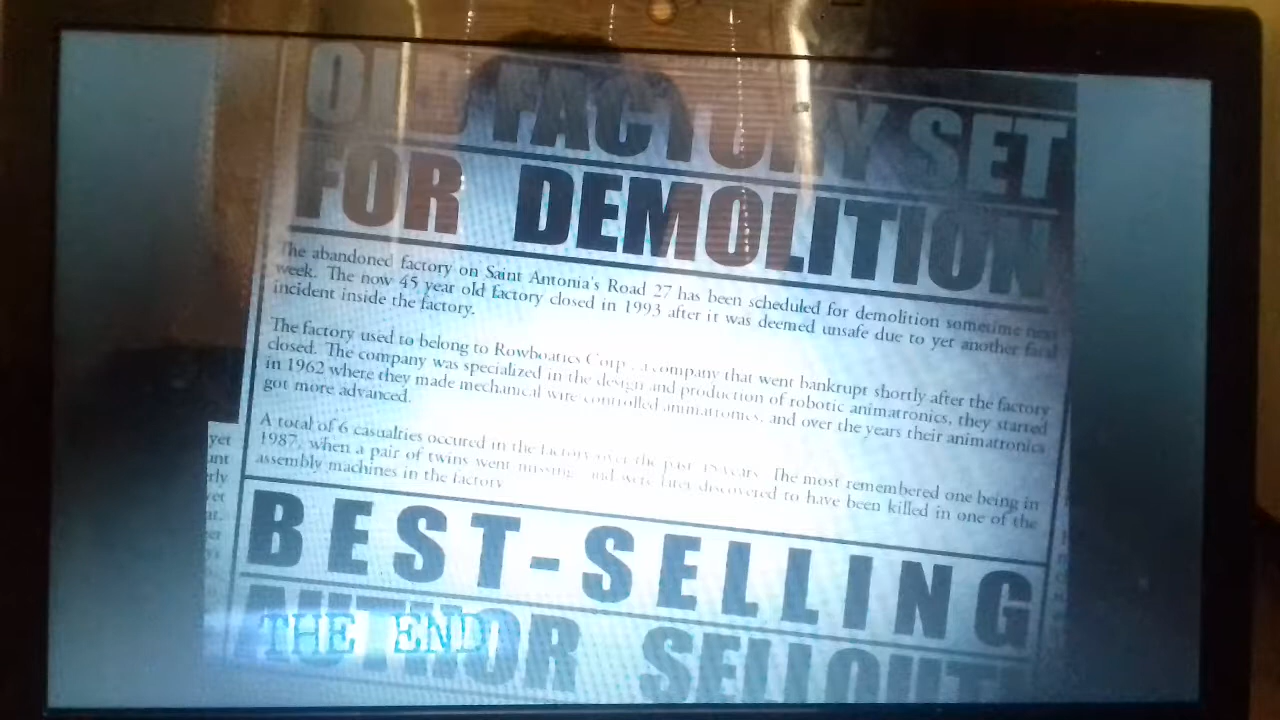 OLD FACTORY SET
FOR DEMOLITION
The abandoned factory on Saint Antonia's Road 27 has been scheduled for demolition sometime next
week. The now 45 year old factory closed in 1993 after it was deemed unsafe due to yet another fatal
incident inside the factory.
The factory used to belong to Rowboatics Corp., a company that went bankrupt shortly after the factory
closed. The company was specialized in the design and production of robotic animatronics, they started
in 1962 where they made mechanical wire controlled animatronics, and over the years their animatronics
got more advanced.
A total of 6 casualties occured in the factory over the past 15 years. The most remembered one being in
1987, when a pair of twins went missing and were later discovered to have been killed in one of the
assembly machines in the factory
yet
unt
rly
yet
at.
BEST-SELLING
AUTHOR SELLOUT
THE END